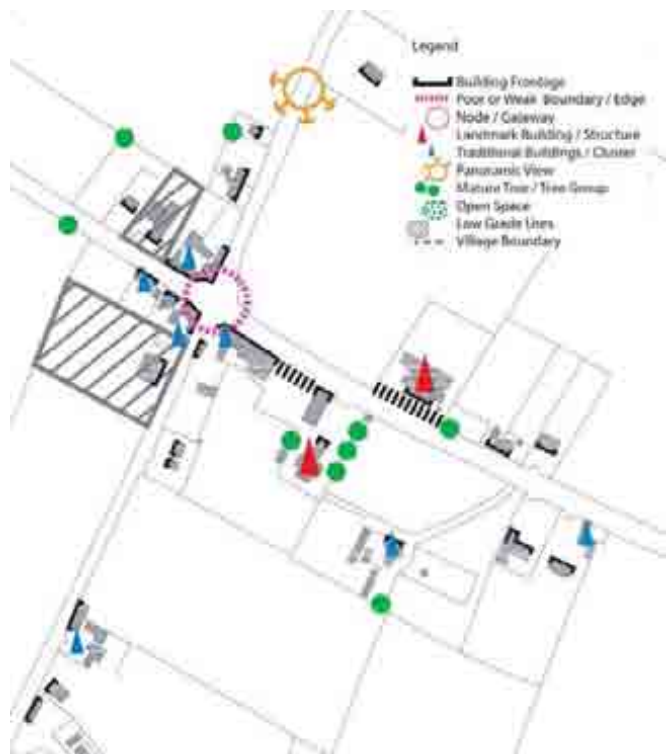 Legend
Building Frontage
Poor or Weak Boundary / Edge
Node / Gateway
Landmark Building / Structure
Traditional Buildings / Cluster
Panoramic View
Mature Tree / Tree Group
Open Space
Low Grade Uses
Village Boundary